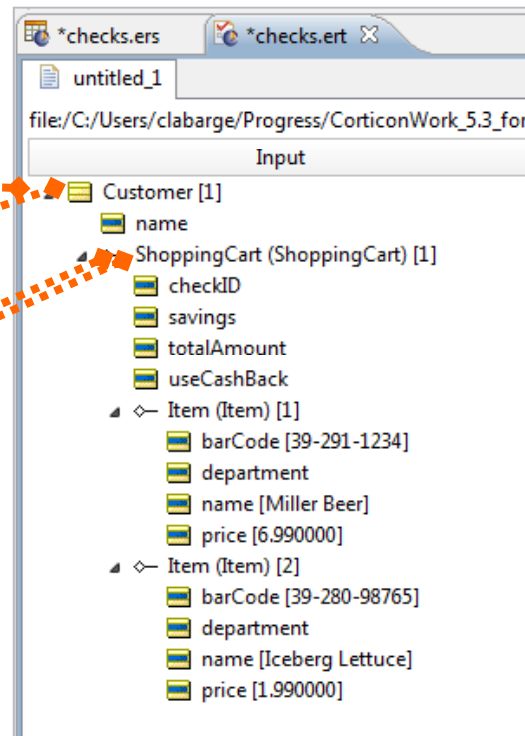 *checks.ers *checks.ert
untitled_1
file:/C:/Users/clabarge/Progress/CorticonWork_5.3_for
Input
Customer [1]
name
ShoppingCart (ShoppingCart) [1]
checkID
savings
totalAmount
useCashBack
Item (Item) [1]
barCode [39-291-1234]
department
name [Miller Beer]
price [6.990000]
Item (Item) [2]
barCode [39-280-98765]
department
name [Iceberg Lettuce]
price [1.990000]